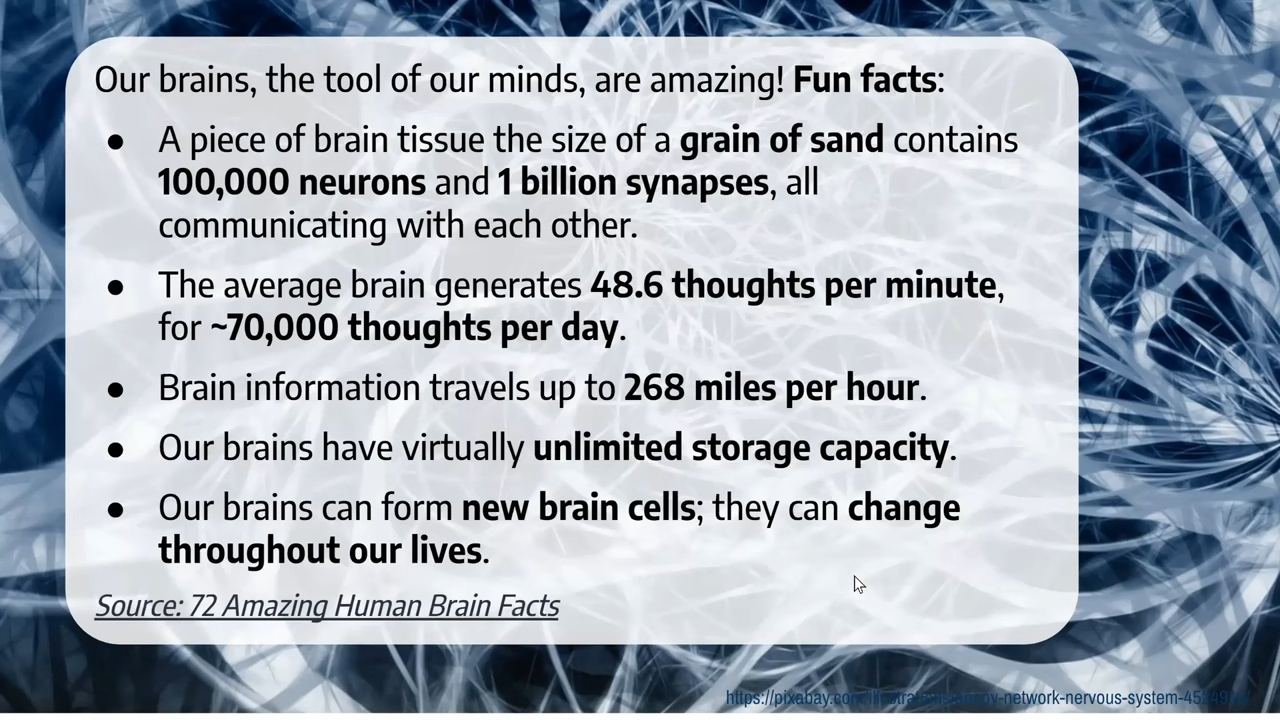 Our brains, the tool of our minds, are amazing! Fun facts:
● A piece of brain tissue the size of a grain of sand contains
100,000 neurons and 1 billion synapses, all
communicating with each other.
● The average brain generates 48.6 thoughts per minute,
for ~70,000 thoughts per day.
● Brain information travels up to 268 miles per hour.
● Our brains have virtually unlimited storage capacity.
● Our brains can form new brain cells; they can change
throughout our lives.
Source: 72 Amazing Human Brain Facts